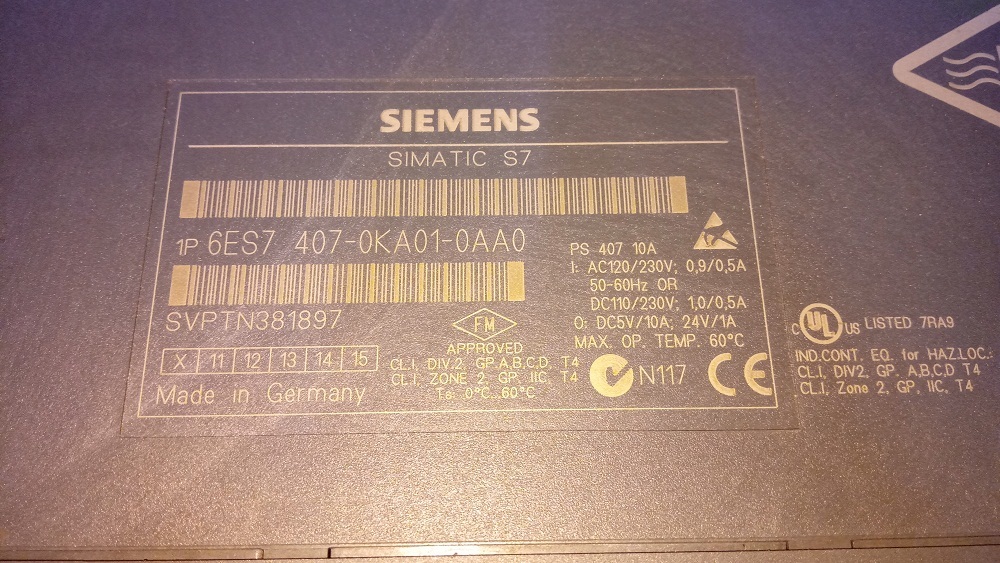 SIEMENS
SIMATIC S7
1P 6ES7 407-0KA01-0AA0
SVPTN381897
X 11 12 13 14 15
Made in Germany
FM
APPROVED
CL.I, DIV.2, GP.A,B,C,D, T4
CL.I, ZONE 2, GP. IIC, T4
Ta: 0°C...60°C
PS 407 10A
I: AC120/230V; 0,9/0,5A
50-60Hz OR
DC110/230V; 1,0/0,5A
O: DC5V/10A; 24V/1A
MAX. OP. TEMP. 60°C
N117
CE
C UL US LISTED 7RA9
IND.CONT. EQ. for HAZ.LOC.:
CL.I, DIV2, GP. A,B,C,D T4
CL.I, Zone 2, GP, IIC, T4